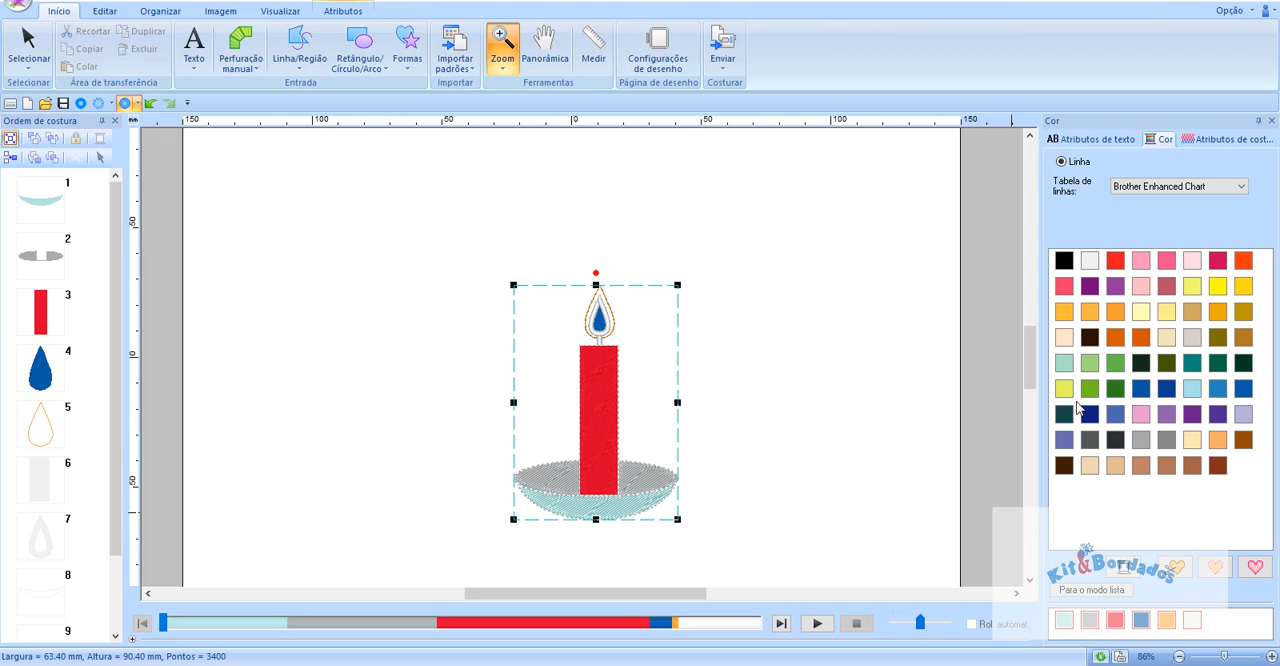 Início Editar Organizar Imagem Visualizar Atributos Opção
Selecionar
Recortar Duplicar
Copiar Excluir
Colar
Texto
Perfuração manual
Linha/Região
Retângulo/ Círculo/Arco
Formas
Importar padrões
Zoom
Panorâmica
Medir
Configurações de desenho
Enviar
Selecionar Área de transferência Entrada Importar Ferramentas Página de desenho Costurar
Ordem de costura
mm 150 100 50 0 50 100 150
50
0
50
1
2
3
4
5
6
7
8
9
Cor
AB Atributos de texto Cor Atributos de cost...
Linha
Tabela de linhas: Brother Enhanced Chart
Kit&Bordados
Para o modo lista
automat.
Largura = 63.40 mm, Altura = 90.40 mm, Pontos = 3400
86%